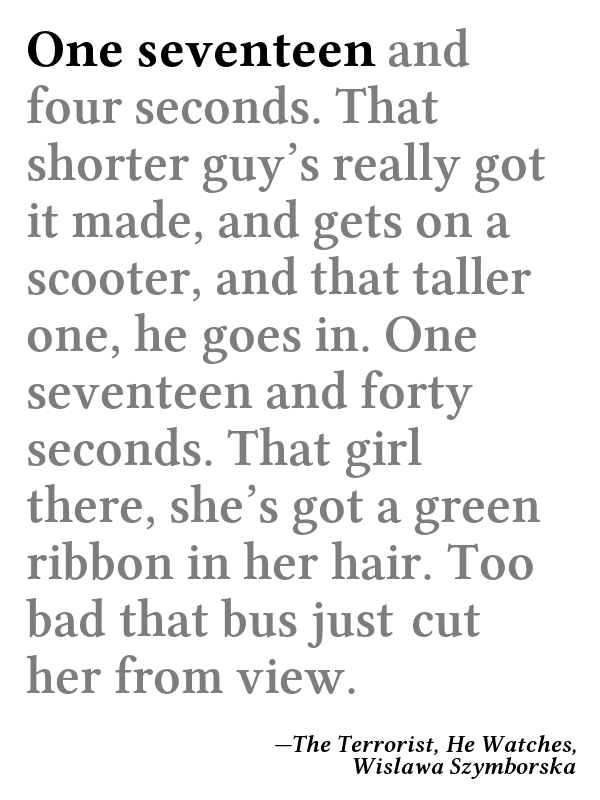 One seventeen and
four seconds. That
shorter guy’s really got
it made, and gets on a
scooter, and that taller
one, he goes in. One
seventeen and forty
seconds. That girl
there, she’s got a green
ribbon in her hair. Too
bad that bus just cut
her from view.
—The Terrorist, He Watches,
Wislawa Szymborska